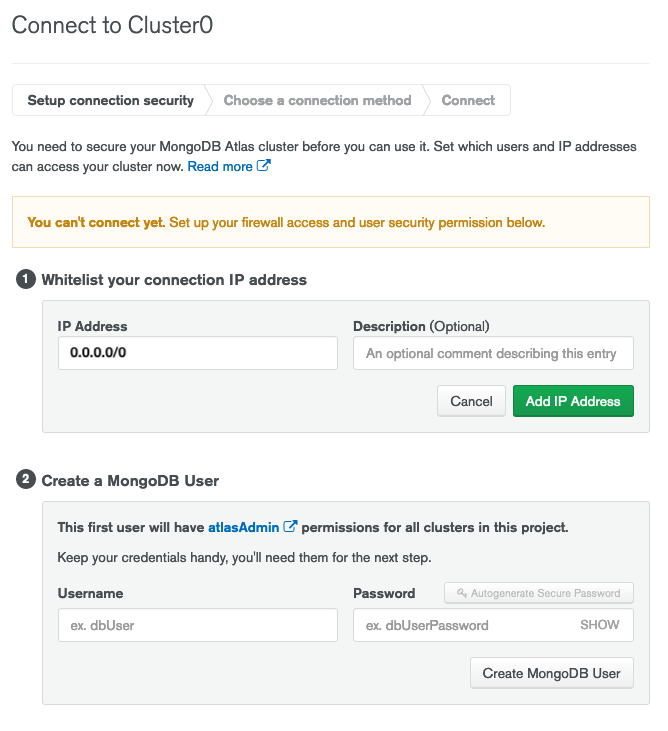 Connect to Cluster0
Setup connection security
Choose a connection method
Connect
You need to secure your MongoDB Atlas cluster before you can use it. Set which users and IP addresses
can access your cluster now. Read more
You can't connect yet. Set up your firewall access and user security permission below.
1 Whitelist your connection IP address
IP Address
Description (Optional)
0.0.0.0/0
An optional comment describing this entry
Cancel
Add IP Address
2 Create a MongoDB User
This first user will have atlasAdmin permissions for all clusters in this project.
Keep your credentials handy, you'll need them for the next step.
Username
Password
Autogenerate Secure Password
ex. dbUser
ex. dbUserPassword
SHOW
Create MongoDB User